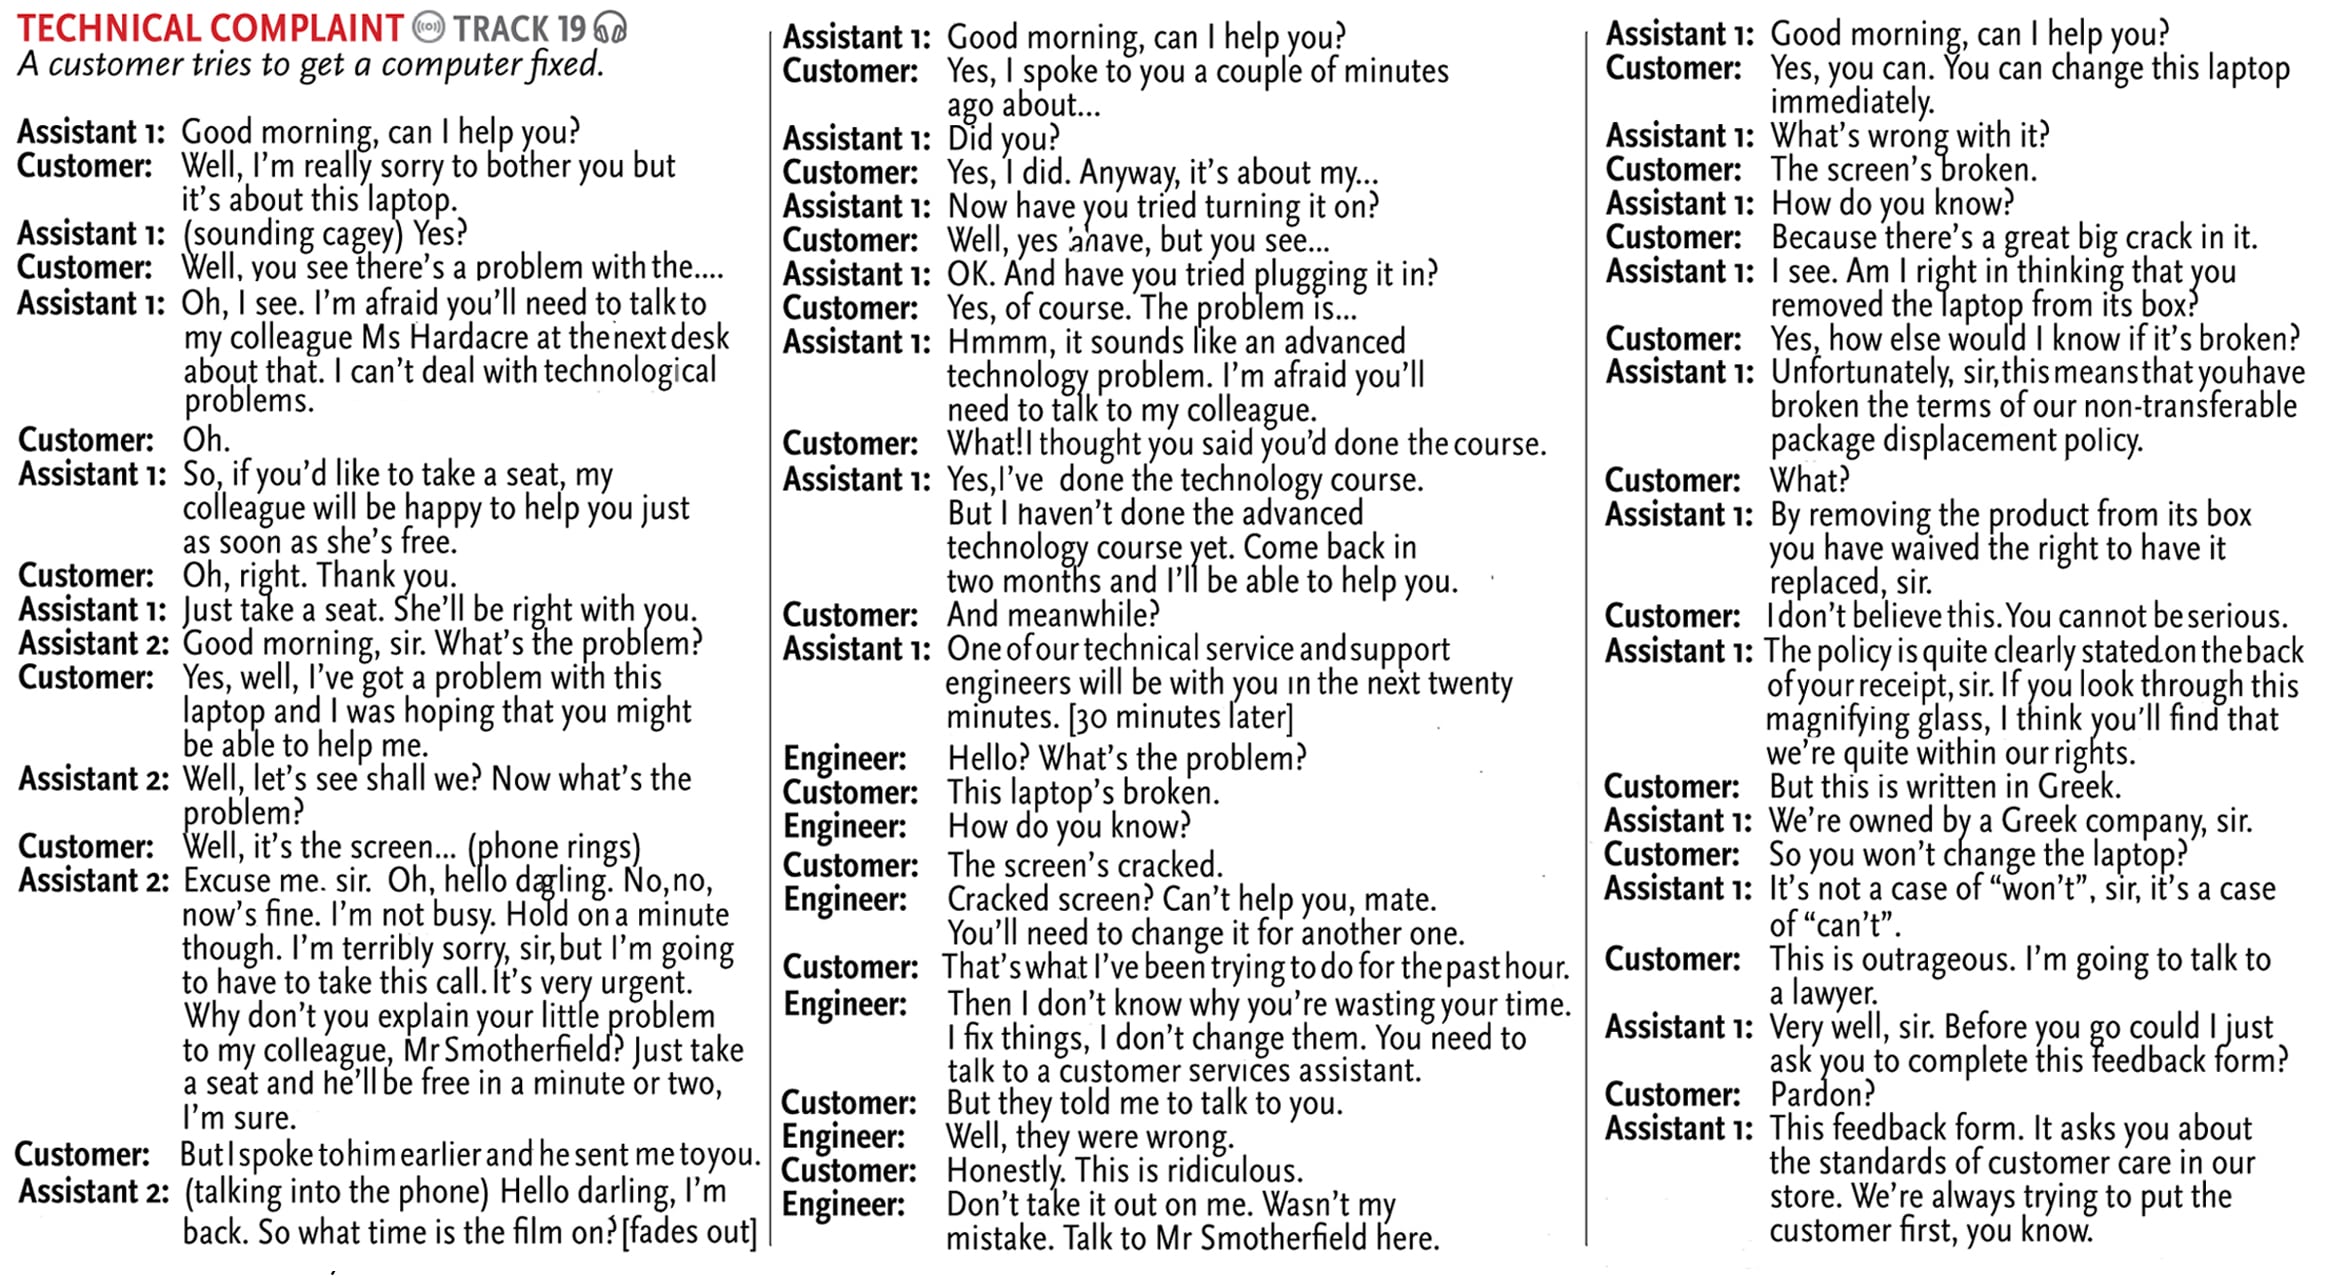 TECHNICAL COMPLAINT TRACK 19
A customer tries to get a computer fixed.
Assistant 1: Good morning, can I help you?
Customer: Well, I'm really sorry to bother you but
it's about this laptop.
Assistant 1: (sounding cagey) Yes?
Customer: Well, you see there's a problem with the....
Assistant 1: Oh, I see. I'm afraid you'll need to talk to
my colleague Ms Hardacre at the next desk
about that. I can't deal with technological
problems.
Customer: Oh.
Assistant 1: So, if you'd like to take a seat, my
colleague will be happy to help you just
as soon as she's free.
Customer: Oh, right. Thank you.
Assistant 1: Just take a seat. She'll be right with you.
Assistant 2: Good morning, sir. What's the problem?
Customer: Yes, well, I've got a problem with this
laptop and I was hoping that you might
be able to help me.
Assistant 2: Well, let's see shall we? Now what's the
problem?
Customer: Well, it's the screen... (phone rings)
Assistant 2: Excuse me. sir. Oh, hello . No, no,
now's fine. I'm not busy. Hold on a minute
though. I'm terribly sorry, sir, but I'm going
to have to take this call. It's very urgent.
Why don't you explain your little problem
to my colleague, Mr Smotherfield? Just take
a seat and he'll be free in a minute or two,
I'm sure.
Customer: But I spoke to him earlier and he sent me to you.
Assistant 2: (talking into the phone) Hello darling, I'm
back. So what time is the film on? [fades out]
Assistant 1: Good morning, can I help you?
Customer: Yes, I spoke to you a couple of minutes
ago about...
Assistant 1: Did you?
Customer: Yes, I did. Anyway, it's about my...
Assistant 1: Now have you tried turning it on?
Customer: Well, yes , but you see...
Assistant 1: OK. And have you tried plugging it in?
Customer: Yes, of course. The problem is...
Assistant 1: Hmmm, it sounds like an advanced
technology problem. I'm afraid you'll
need to talk to my colleague.
Customer: What! I thought you said you'd done the course.
Assistant 1: Yes, I've done the technology course.
But I haven't done the advanced
technology course yet. Come back in
two months and I'll be able to help you.
Customer: And meanwhile?
Assistant 1: One of our technical service and support
engineers will be with you in the next twenty
minutes. [30 minutes later]
Engineer: Hello? What's the problem?
Customer: This laptop's broken.
Engineer: How do you know?
Customer: The screen's cracked.
Engineer: Cracked screen? Can't help you, mate.
You'll need to change it for another one.
Customer: That's what I've been trying to do for the past hour.
Engineer: Then I don't know why you're wasting your time.
I fix things, I don't change them. You need to
talk to a customer services assistant.
Customer: But they told me to talk to you.
Engineer: Well, they were wrong.
Customer: Honestly. This is ridiculous.
Engineer: Don't take it out on me. Wasn't my
mistake. Talk to Mr Smotherfield here.
Assistant 1: Good morning, can I help you?
Customer: Yes, you can. You can change this laptop
immediately.
Assistant 1: What's wrong with it?
Customer: The screen's broken.
Assistant 1: How do you know?
Customer: Because there's a great big crack in it.
Assistant 1: I see. Am I right in thinking that you
removed the laptop from its box?
Customer: Yes, how else would I know if it's broken?
Assistant 1: Unfortunately, sir, this means that you have
broken the terms of our non-transferable
package displacement policy.
Customer: What?
Assistant 1: By removing the product from its box
you have waived the right to have it
replaced, sir.
Customer: I don't believe this. You cannot be serious.
Assistant 1: The policy is quite clearly stated on the back
of your receipt, sir. If you look through this
magnifying glass, I think you'll find that
we're quite within our rights.
Customer: But this is written in Greek.
Assistant 1: We're owned by a Greek company, sir.
Customer: So you won't change the laptop?
Assistant 1: It's not a case of "won't", sir, it's a case
of "can't".
Customer: This is outrageous. I'm going to talk to
a lawyer.
Assistant 1: Very well, sir. Before you go could I just
ask you to complete this feedback form?
Customer: Pardon?
Assistant 1: This feedback form. It asks you about
the standards of customer care in our
store. We're always trying to put the
customer first, you know.